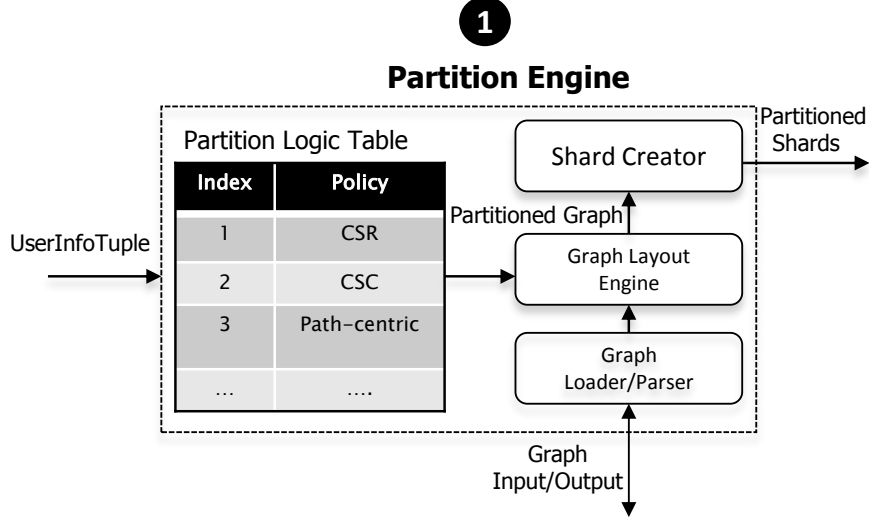 1
Partition Engine
Partitioned
Shards
Partition Logic Table
Shard Creator
Index Policy
Partitioned Graph
1 CSR
UserInfoTuple
Graph Layout
Engine
2 CSC
3 Path-centric
Graph
Loader/Parser
... ....
Graph
Input/Output